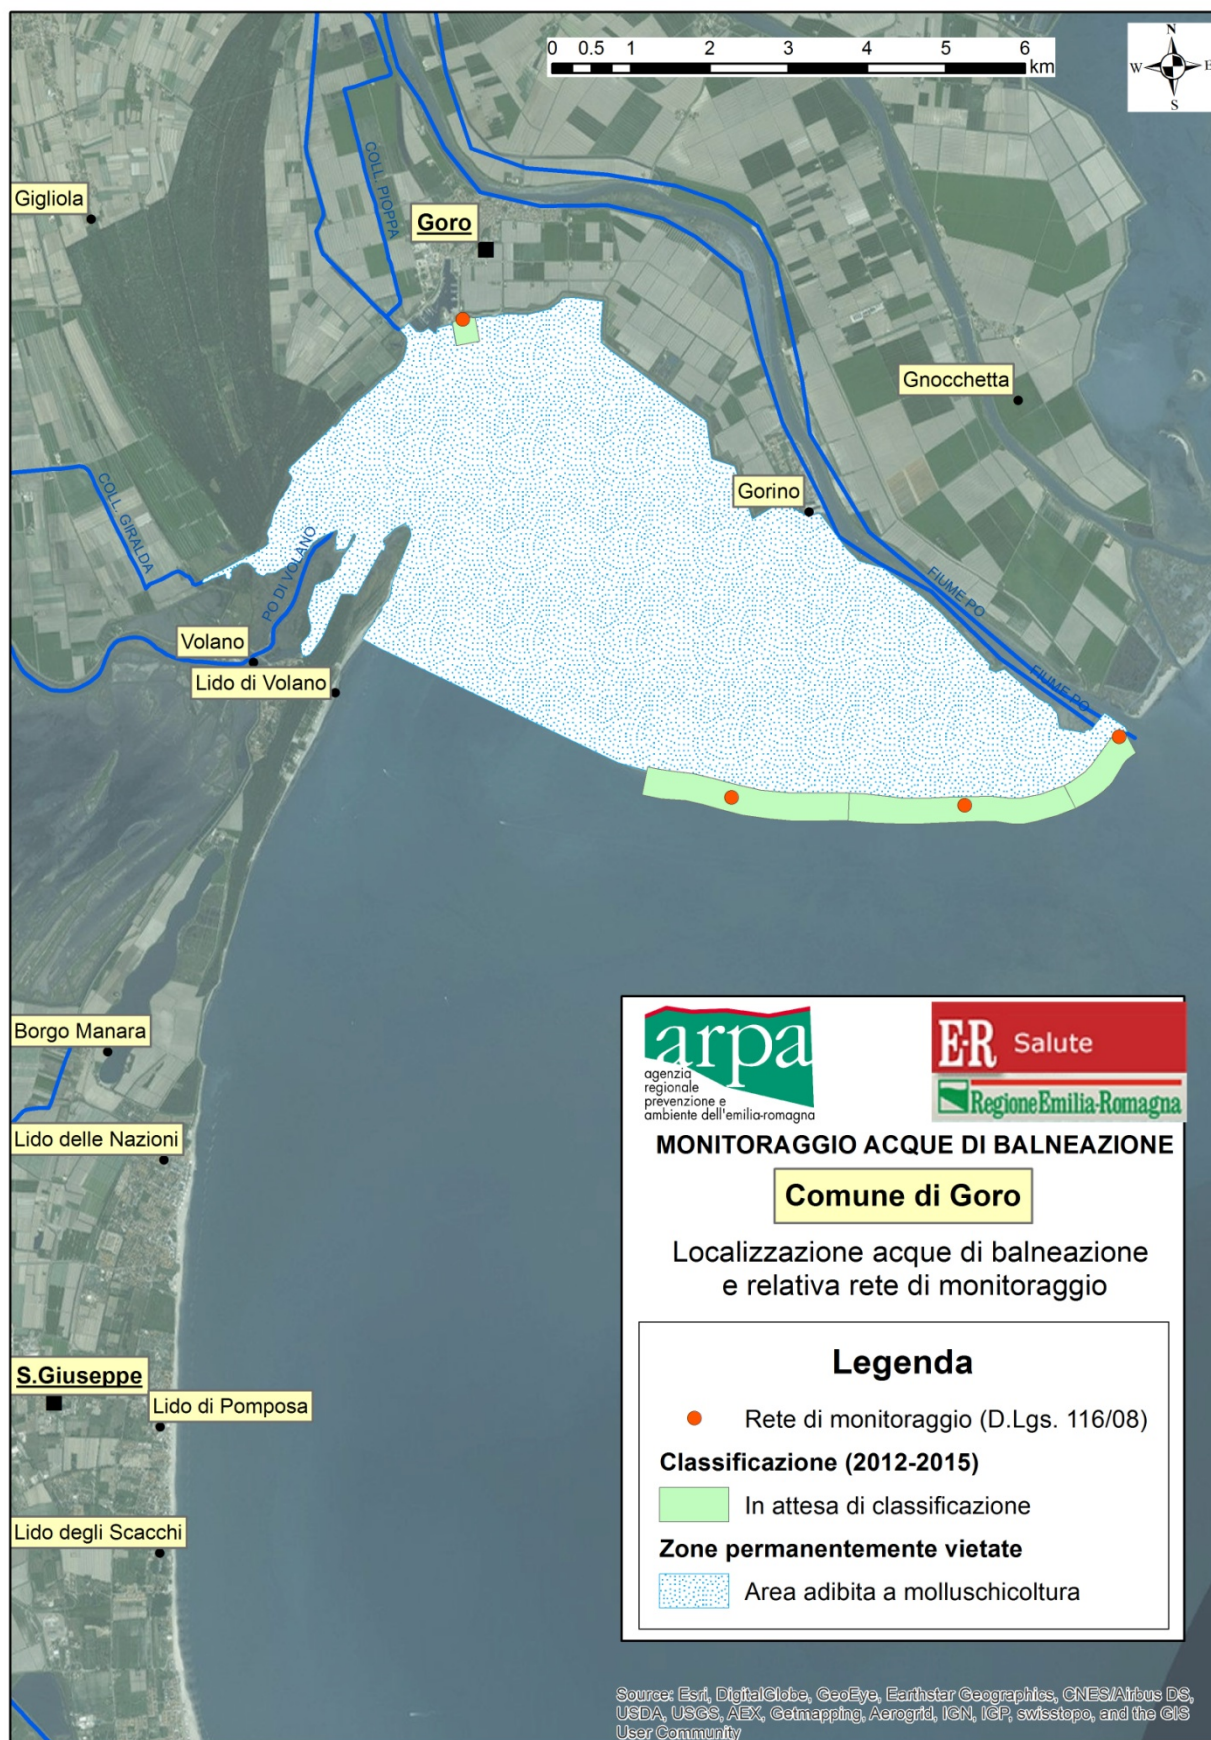 0 0.5 1 2 3 4 5 6
km
N
W E
S
COLL. PIOPPA
Gigliola
Goro
Gnocchetta
Gorino
COLL. GIRALDA
PO DI VOLANO
FIUME PO
Volano
Lido di Volano
FIUME PO
Borgo Manara
Lido delle Nazioni
S.Giuseppe
Lido di Pomposa
Lido degli Scacchi
arpa
agenzia
regionale
prevenzione e
ambiente dell'emilia-romagna
E-R Salute
RegioneEmilia-Romagna
MONITORAGGIO ACQUE DI BALNEAZIONE
Comune di Goro
Localizzazione acque di balneazione
e relativa rete di monitoraggio
Legenda
Rete di monitoraggio (D.Lgs. 116/08)
Classificazione (2012-2015)
In attesa di classificazione
Zone permanentemente vietate
Area adibita a molluschicoltura
Source: Esri, DigitalGlobe, GeoEye, Earthstar Geographics, CNES/Airbus DS,
USDA, USGS, AEX, Getmapping, Aerogrid, IGN, IGP, swisstopo, and the GIS
User Community